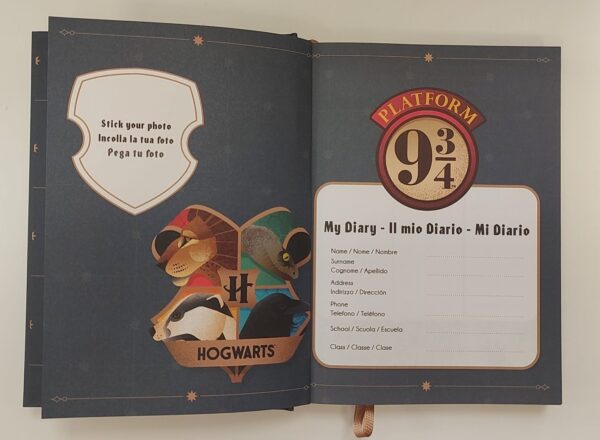 Stick your photo
Incolla la tua foto
Pega tu foto
H
HOGWARTS
PLATFORM
9 3/4
My Diary - Il mio Diario - Mi Diario
Name / Nome / Nombre
Surname
Cognome / Apellido
Address
Indirizzo / Dirección
Phone
Telefono / Teléfono
School / Scuola / Escuela
Class / Classe / Clase